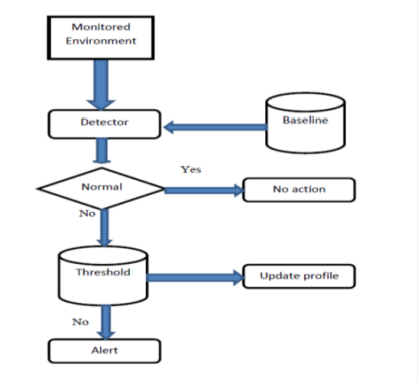 Monitored
Environment
Detector
Baseline
Yes
Normal
No action
No
Threshold
Update profile
No
Alert